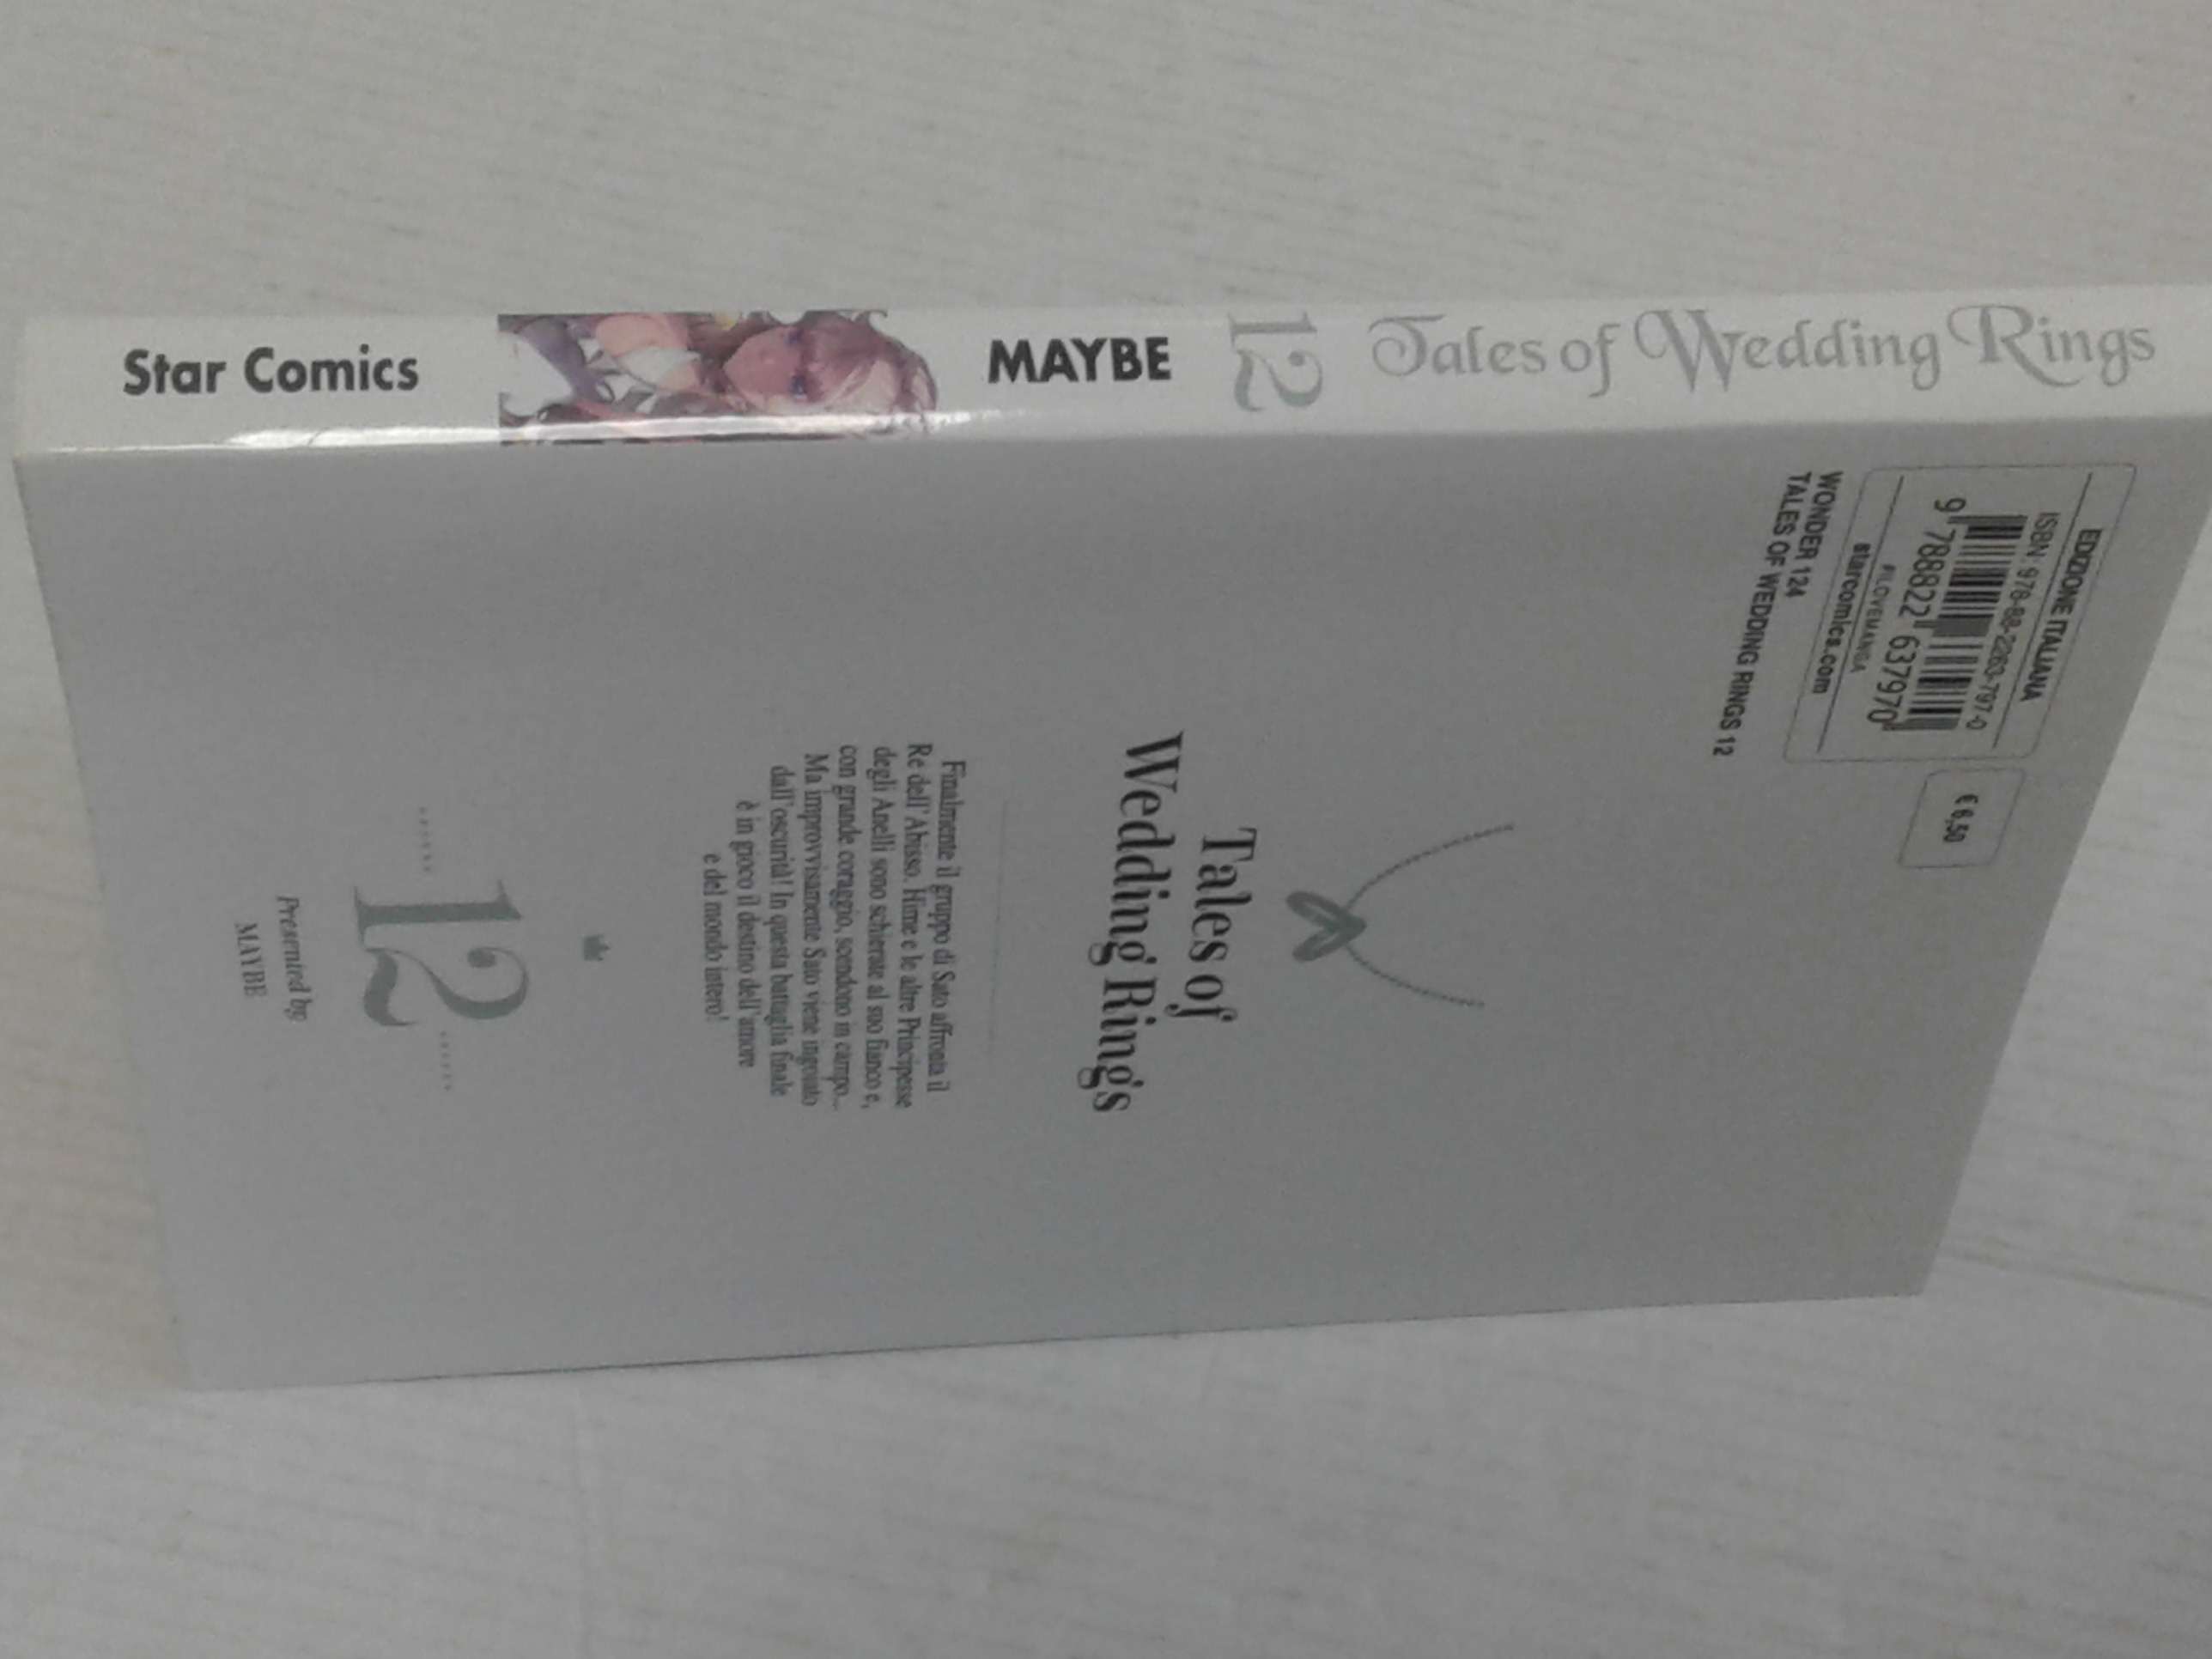 Star Comics
MAYBE
12
Tales of Wedding Rings
EDIZIONE ITALIANA
ISBN 978-88-2263-797-0
9 788822 637970
#ILOVEMANGA
starcomics.com
WONDER 124
TALES OF WEDDING RINGS 12
€ 6,50
Tales of
Wedding Rings
Finalmente il gruppo di Sato affronta il
Re dell'Abisso. Hime e le altre Principesse
degli Anelli sono schierate al suo fianco e,
con grande coraggio, scendono in campo...
Ma improvvisamente Sato viene ingoiato
dall'oscurità! In questa battaglia finale
è in gioco il destino dell'amore
e del mondo intero!
12
Presented by
MAYBE